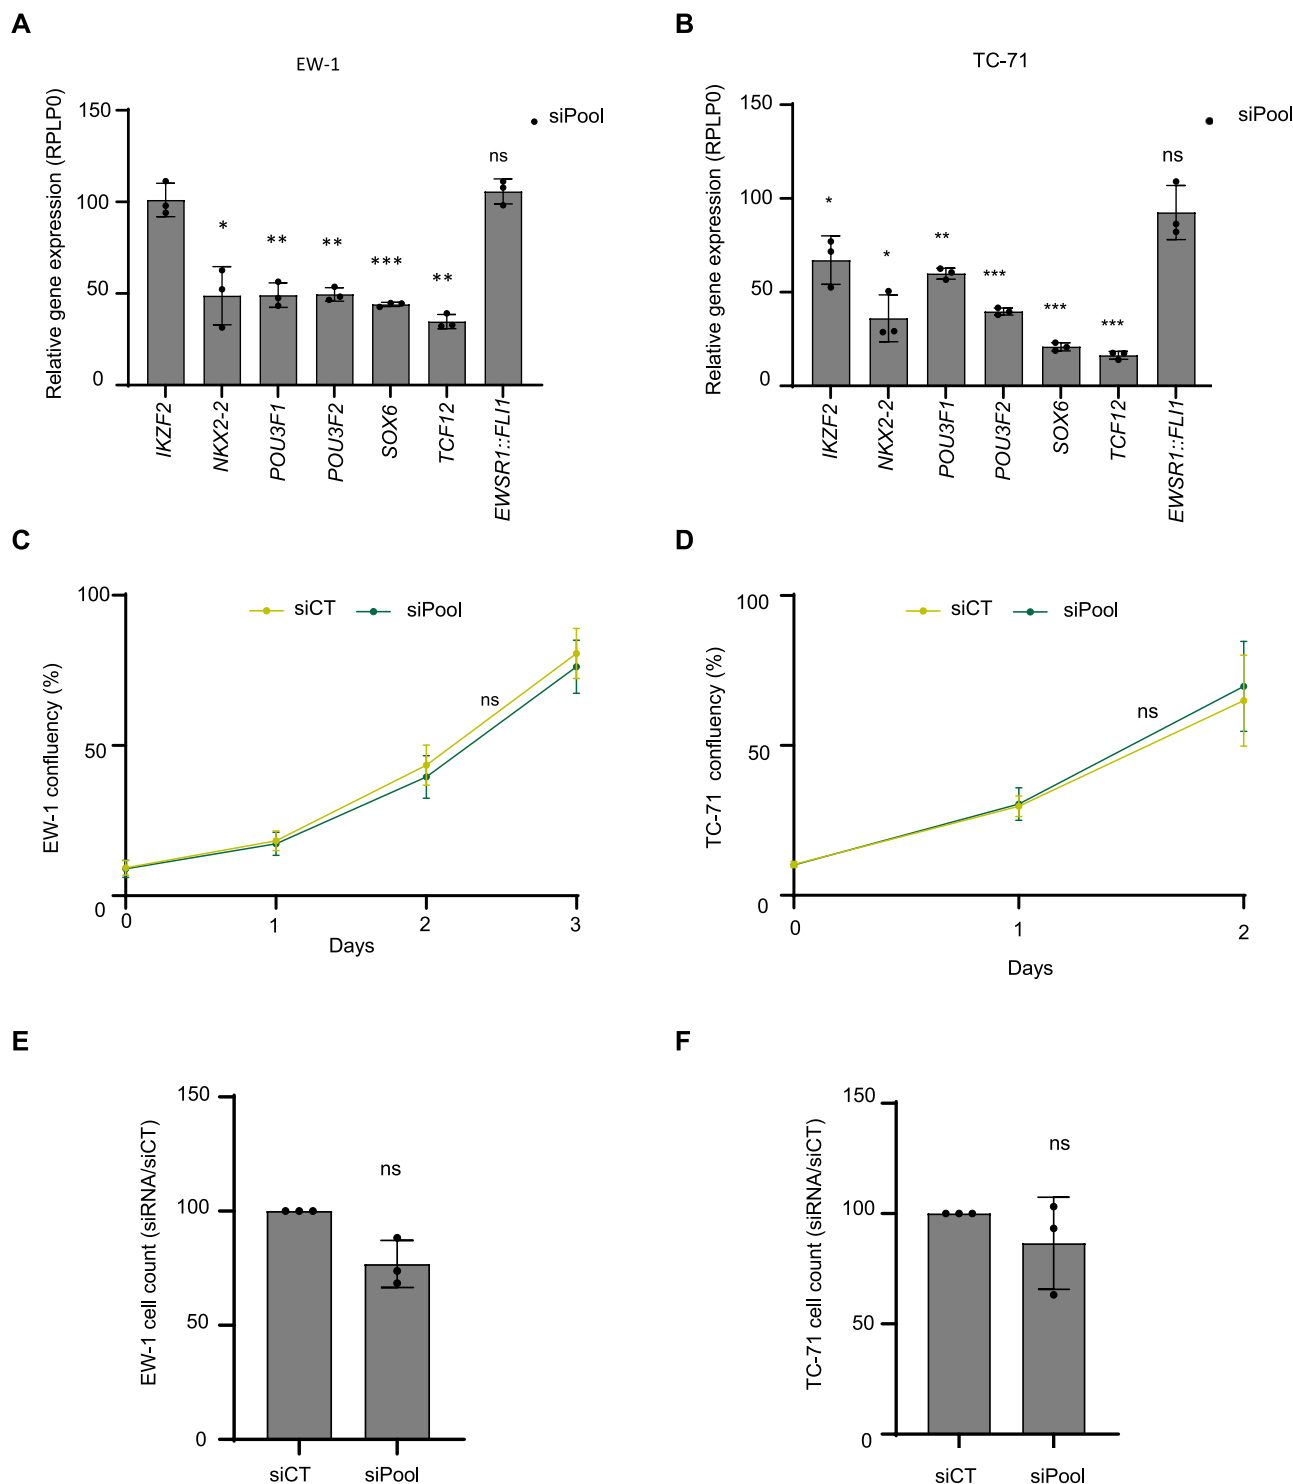 A
EW-1
Relative gene expression (RPLP0)
150
100
50
0
siPool
*
**
**
***
**
ns
IKZF2
NKX2-2
POU3F1
POU3F2
SOX6
TCF12
EWSR1::FLI1
B
TC-71
Relative gene expression (RPLP0)
150
100
50
0
siPool
*
*
**
***
***
***
ns
IKZF2
NKX2-2
POU3F1
POU3F2
SOX6
TCF12
EWSR1::FLI1
C
EW-1 confluency (%)
100
50
0
siCT
siPool
ns
0
1
2
3
Days
D
TC-71 confluency (%)
100
50
0
siCT
siPool
ns
0
1
2
Days
E
EW-1 cell count (siRNA/siCT)
150
100
50
0
ns
siCT
siPool
F
TC-71 cell count (siRNA/siCT)
150
100
50
0
ns
siCT
siPool